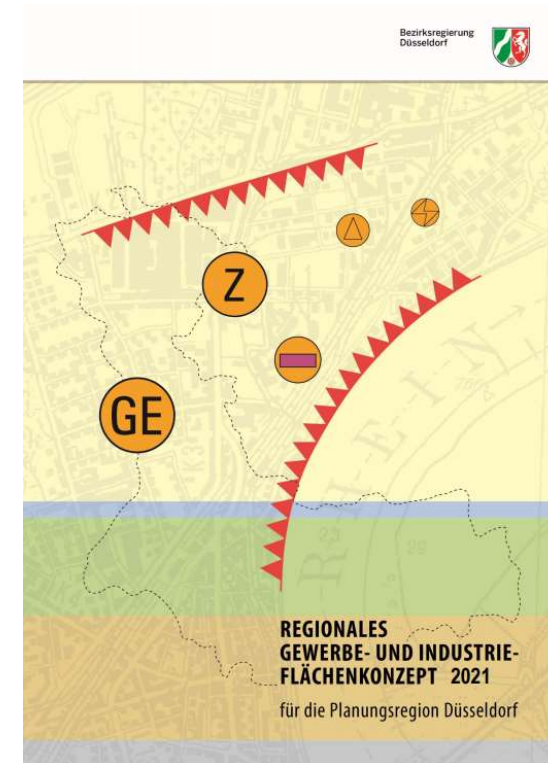 Bezirksregierung
Düsseldorf
Z
GE
R H E I N
REGIONALES
GEWERBE- UND INDUSTRIE-
FLÄCHENKONZEPT 2021
für die Planungsregion Düsseldorf